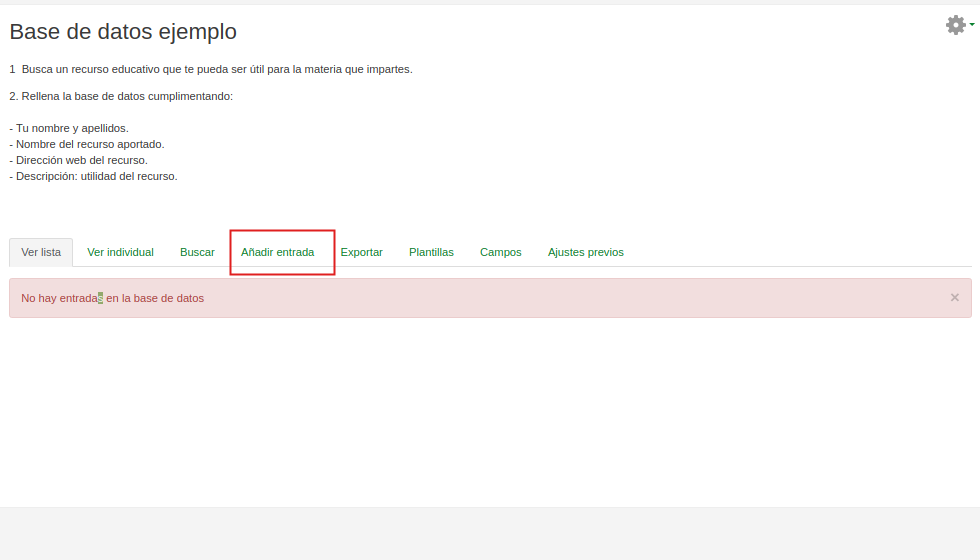 Base de datos ejemplo
1  Busca un recurso educativo que te pueda ser útil para la materia que impartes.
2. Rellena la base de datos cumplimentando:
- Tu nombre y apellidos.
- Nombre del recurso aportado.
- Dirección web del recurso.
- Descripción: utilidad del recurso.
Ver lista Ver individual Buscar Añadir entrada Exportar Plantillas Campos Ajustes previos
No hay entradas en la base de datos ×